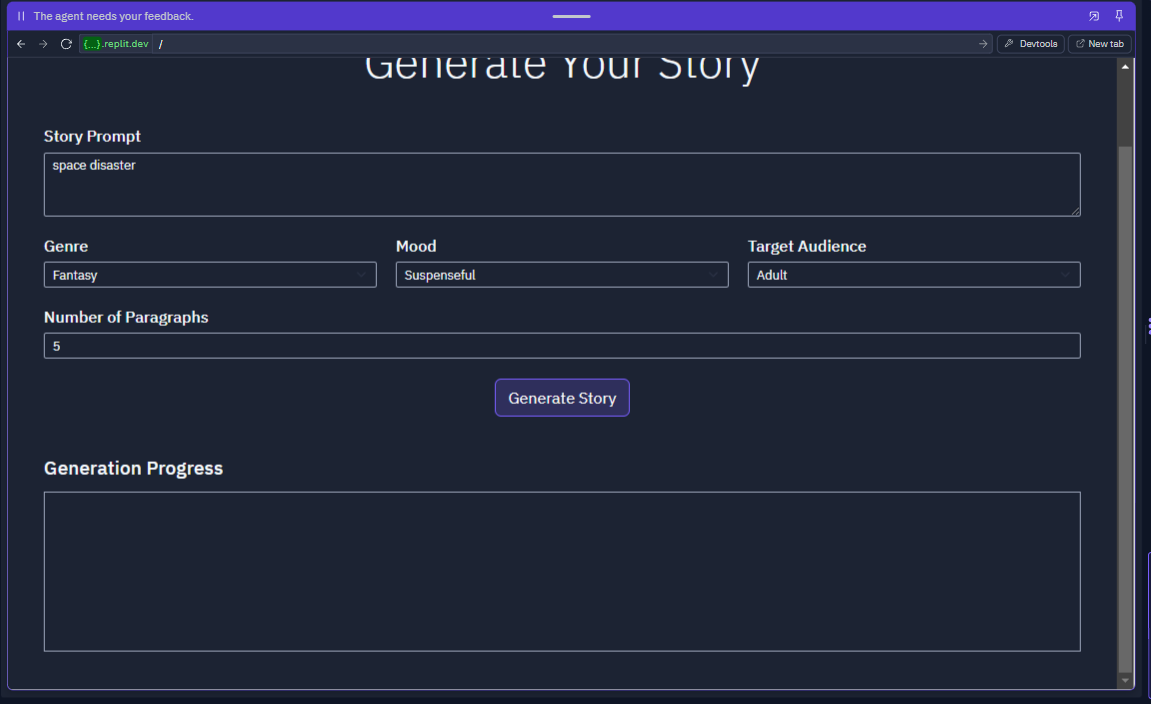 The agent needs your feedback.
{...}.replit.dev /
Devtools
New tab
Generate Your Story
Story Prompt
space disaster
Genre
Mood
Target Audience
Fantasy
Suspenseful
Adult
Number of Paragraphs
5
Generate Story
Generation Progress